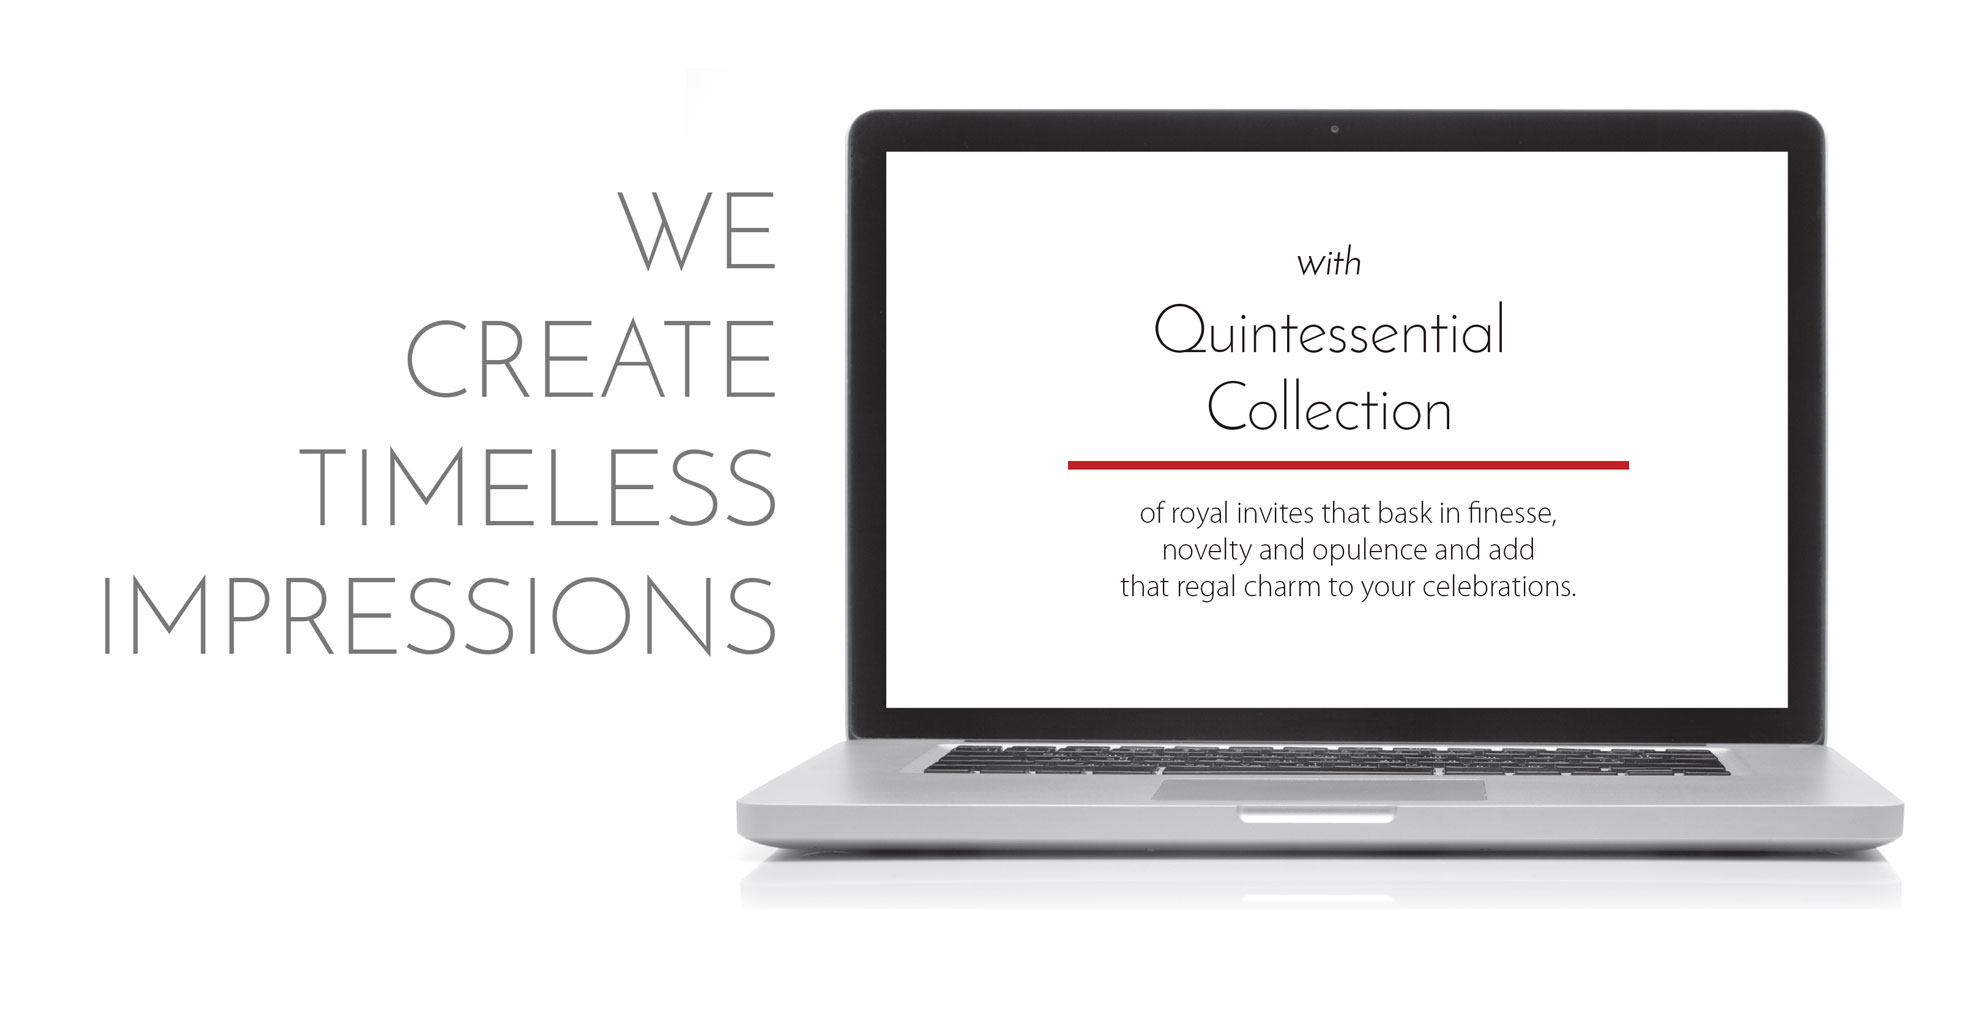 WE
CREATE
TIMELESS
IMPRESSIONS
with
Quintessential
Collection
of royal invites that bask in finesse,
novelty and opulence and add
that regal charm to your celebrations.